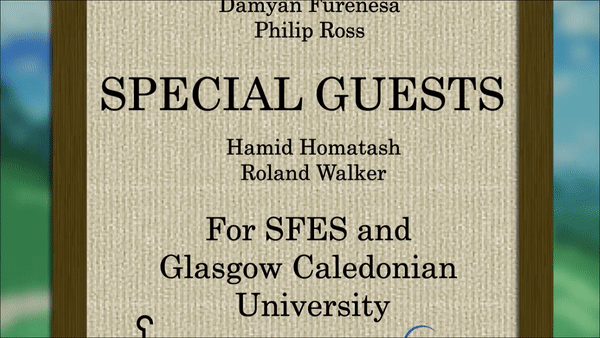 Damyan Furenesa
Philip Ross
SPECIAL GUESTS
Hamid Homatash
Roland Walker
For SFES and
Glasgow Caledonian
University